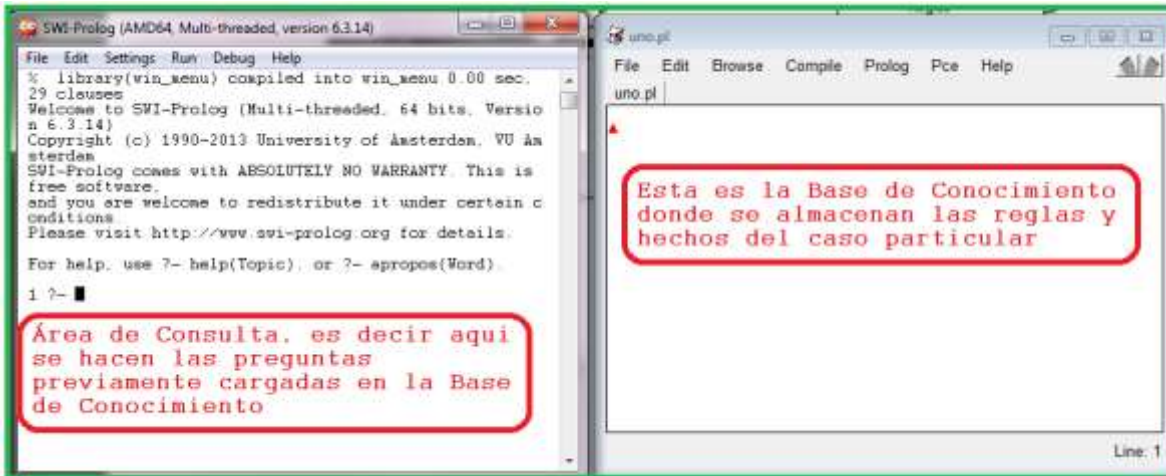 SWI-Prolog (AMD64, Multi-threaded, version 6.3.14)
File Edit Settings Run Debug Help
% library(win_menu) compiled into win_menu 0.00 sec,
29 clauses
Welcome to SWI-Prolog (Multi-threaded, 64 bits, Versio
n 6.3.14)
Copyright (c) 1990-2013 University of Amsterdam, VU Am
sterdam
SWI-Prolog comes with ABSOLUTELY NO WARRANTY. This is
free software,
and you are welcome to redistribute it under certain c
onditions.
Please visit http://www.swi-prolog.org for details.
For help, use ?- help(Topic). or ?- apropos(Word).
1 ?-
Área de Consulta, es decir aqui
se hacen las preguntas
previamente cargadas en la Base
de Conocimiento
uno.pl
File Edit Browse Compile Prolog Pce Help
uno.pl
Esta es la Base de Conocimiento
donde se almacenan las reglas y
hechos del caso particular
Line: 1